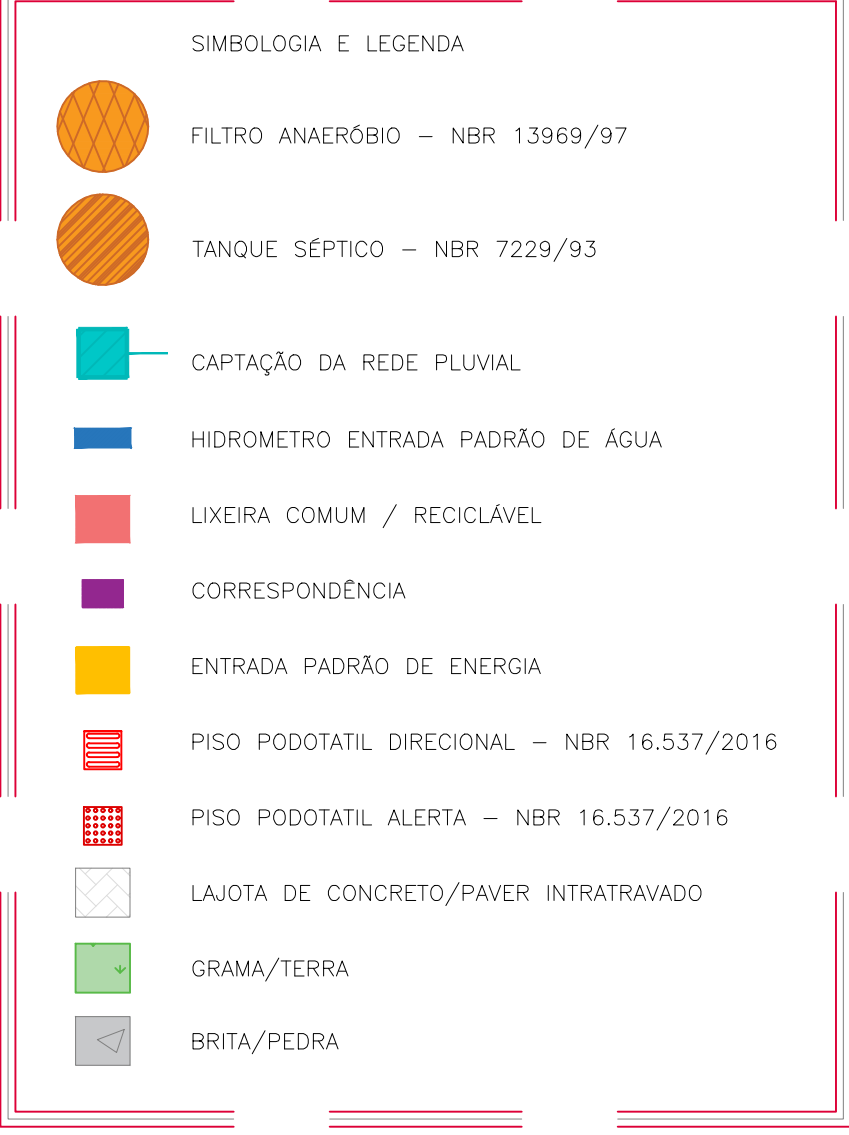 SIMBOLOGIA E LEGENDA
FILTRO ANAERÓBIO – NBR 13969/97
TANQUE SÉPTICO – NBR 7229/93
CAPTAÇÃO DA REDE PLUVIAL
HIDROMETRO ENTRADA PADRÃO DE ÁGUA
LIXEIRA COMUM / RECICLÁVEL
CORRESPONDÊNCIA
ENTRADA PADRÃO DE ENERGIA
PISO PODOTATIL DIRECIONAL – NBR 16.537/2016
PISO PODOTATIL ALERTA – NBR 16.537/2016
LAJOTA DE CONCRETO/PAVER INTRATRAVADO
GRAMA/TERRA
BRITA/PEDRA